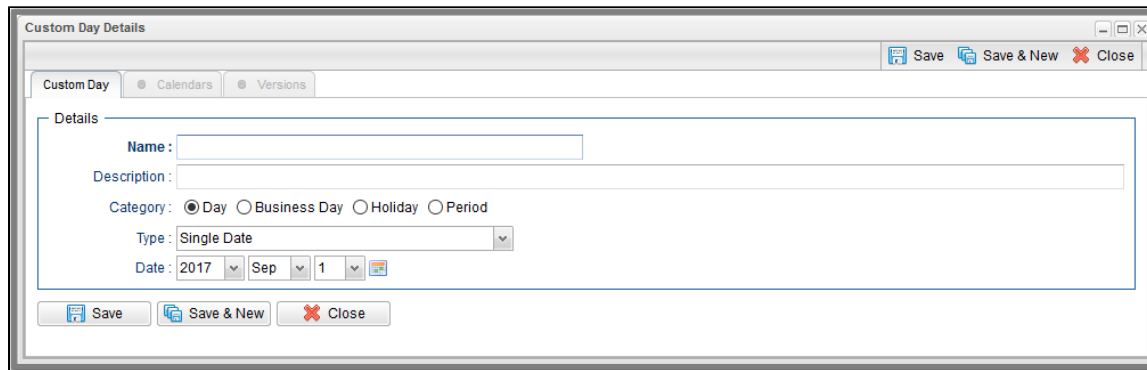 Custom Day Details
Save Save & New Close
Custom Day Calendars Versions
Details
Name :
Description :
Category : Day Business Day Holiday Period
Type : Single Date
Date : 2017 Sep 1
Save Save & New Close